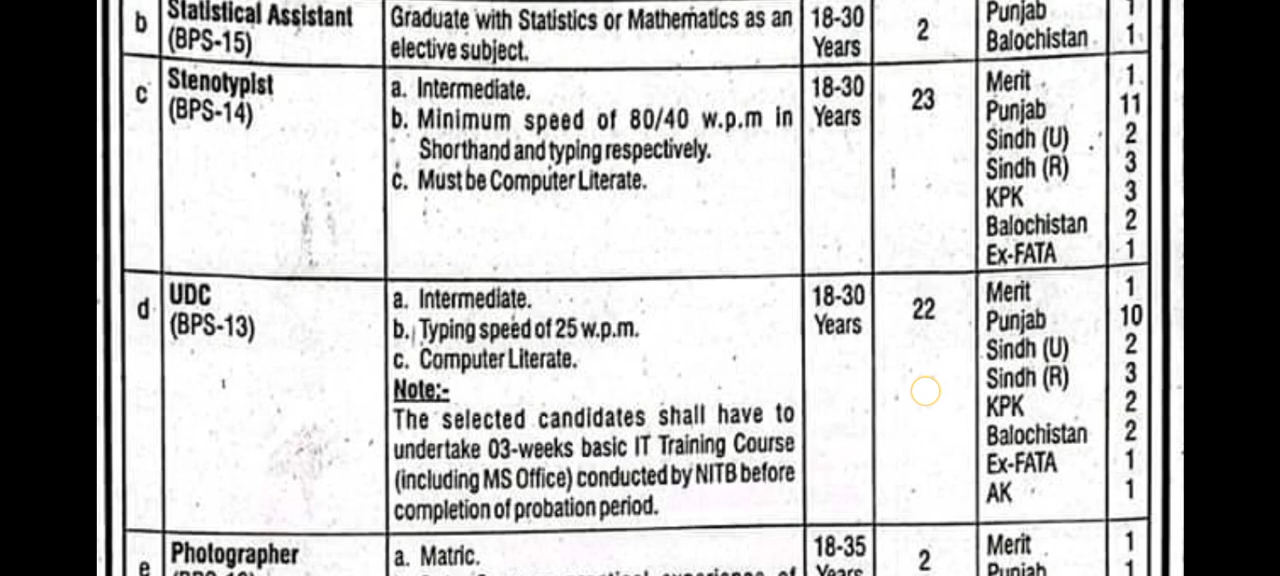 b
Statistical Assistant
(BPS-15)
Graduate with Statistics or Mathematics as an
elective subject.
18-30
Years
2
Punjab 1
Balochistan 1
c
Stenotypist
(BPS-14)
a. Intermediate.
b. Minimum speed of 80/40 w.p.m in
Shorthand and typing respectively.
c. Must be Computer Literate.
18-30
Years
23
Merit 1
Punjab 11
Sindh (U) 2
Sindh (R) 3
KPK 3
Balochistan 2
Ex-FATA 1
d
UDC
(BPS-13)
a. Intermediate.
b. Typing speed of 25 w.p.m.
c. Computer Literate.
Note:-
The selected candidates shall have to
undertake 03-weeks basic IT Training Course
(including MS Office) conducted by NITB before
completion of probation period.
18-30
Years
22
Merit 1
Punjab 10
Sindh (U) 2
Sindh (R) 3
KPK 2
Balochistan 2
Ex-FATA 1
AK 1
e
Photographer
a. Matric.
18-35
Years
2
Merit 1
Punjab 1